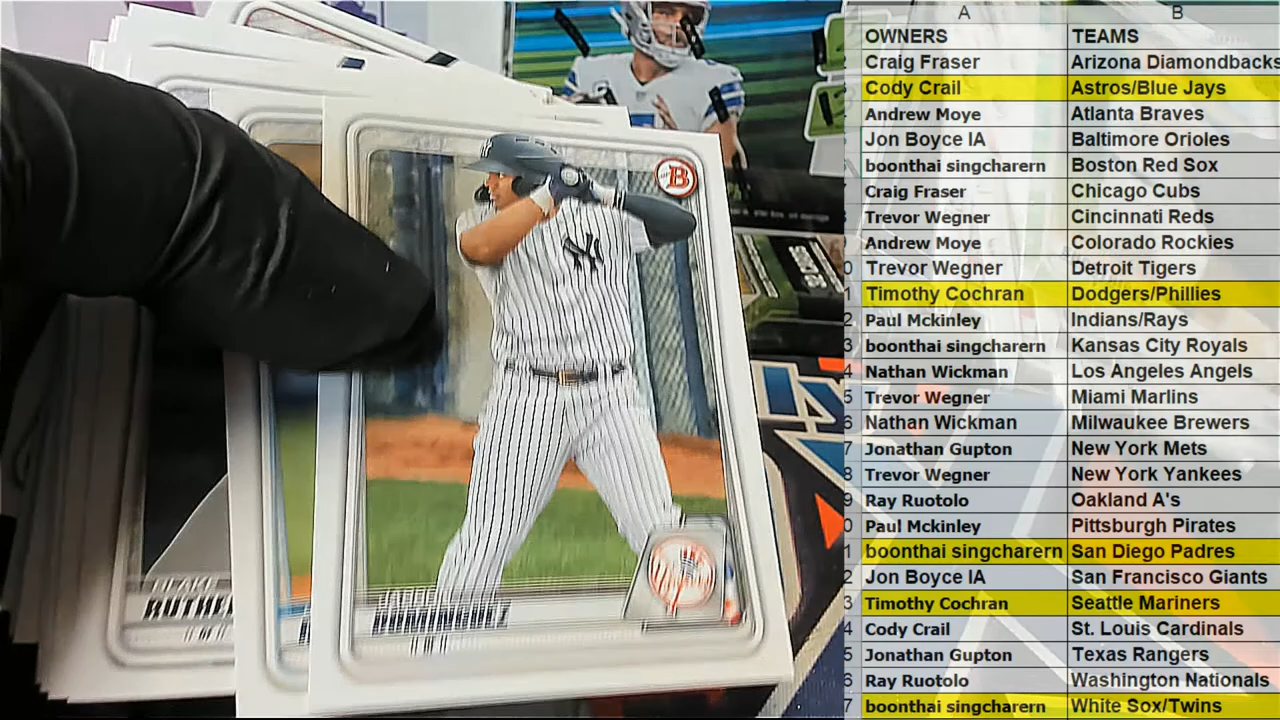 A B
OWNERS TEAMS
Craig Fraser Arizona Diamondbacks
Cody Crail Astros/Blue Jays
Andrew Moye Atlanta Braves
Jon Boyce IA Baltimore Orioles
boonthai singcharern Boston Red Sox
Craig Fraser Chicago Cubs
Trevor Wegner Cincinnati Reds
Andrew Moye Colorado Rockies
Trevor Wegner Detroit Tigers
Timothy Cochran Dodgers/Phillies
Paul Mckinley Indians/Rays
boonthai singcharern Kansas City Royals
Nathan Wickman Los Angeles Angels
Trevor Wegner Miami Marlins
Nathan Wickman Milwaukee Brewers
Jonathan Gupton New York Mets
Trevor Wegner New York Yankees
Ray Ruotolo Oakland A's
Paul Mckinley Pittsburgh Pirates
boonthai singcharern San Diego Padres
Jon Boyce IA San Francisco Giants
Timothy Cochran Seattle Mariners
Cody Crail St. Louis Cardinals
Jonathan Gupton Texas Rangers
Ray Ruotolo Washington Nationals
boonthai singcharern White Sox/Twins
B
NY
DOMINGUEZ